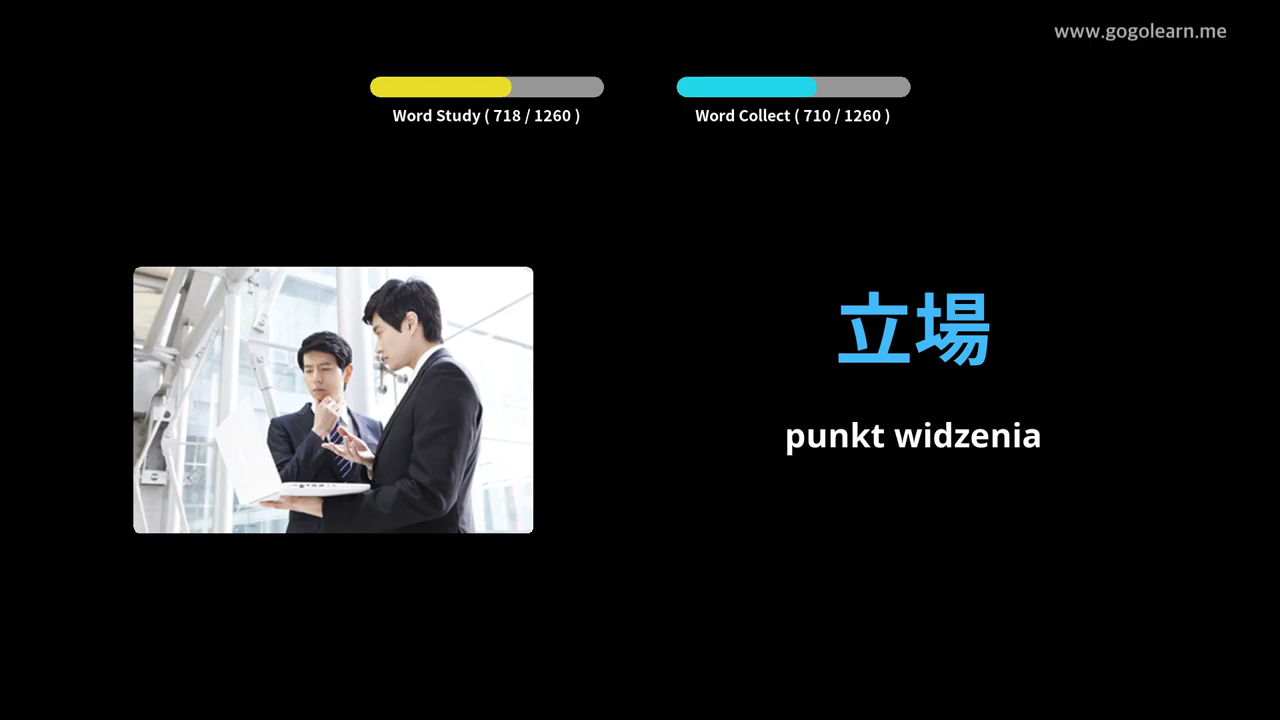 www.gogolearn.me
Word Study ( 718 / 1260 )
Word Collect ( 710 / 1260 )
立場
punkt widzenia